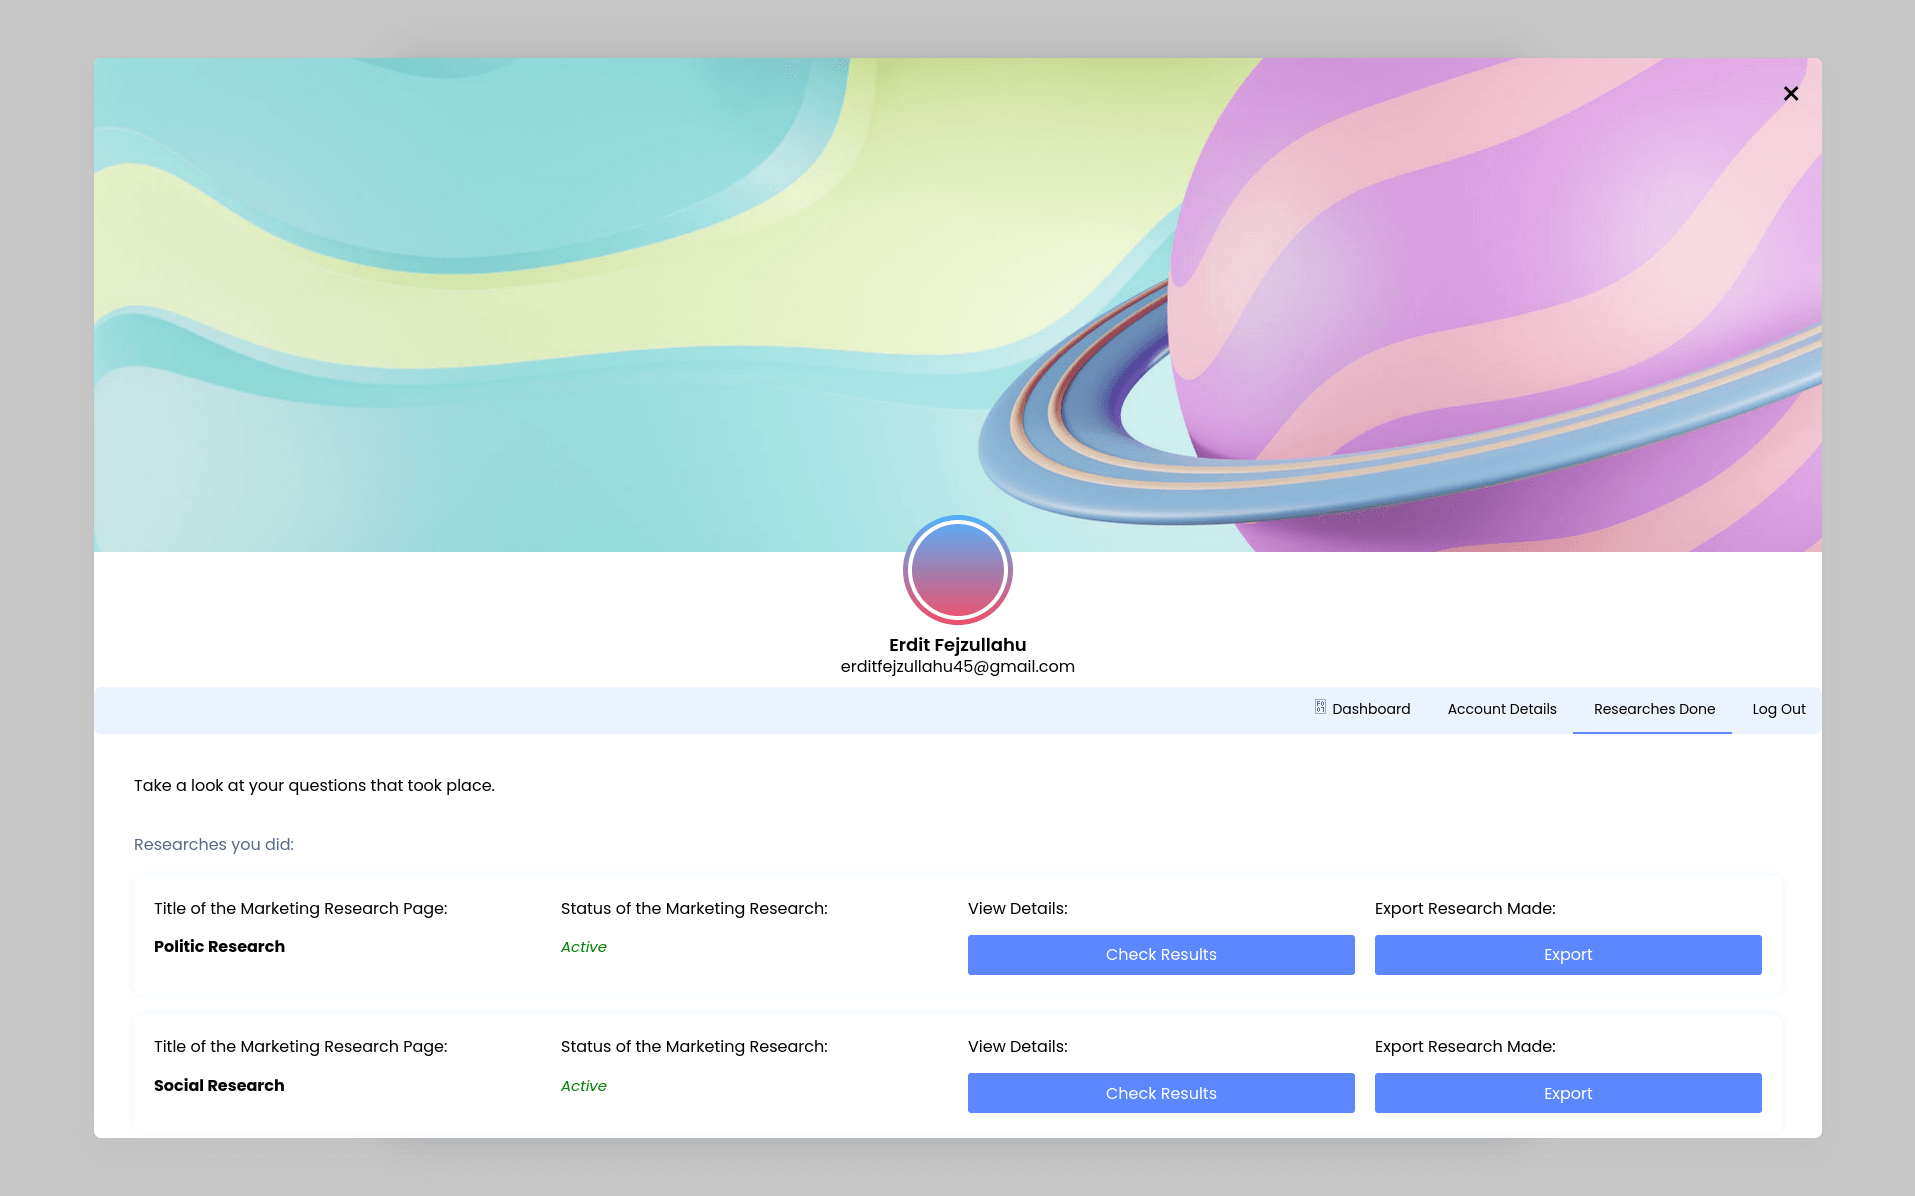 Erdit Fejzullahu
erditfejzullahu45@gmail.com
Dashboard Account Details Researches Done Log Out
Take a look at your questions that took place.
Researches you did:
Title of the Marketing Research Page: Status of the Marketing Research: View Details: Export Research Made:
Politic Research Active Check Results Export
Title of the Marketing Research Page: Status of the Marketing Research: View Details: Export Research Made:
Social Research Active Check Results Export